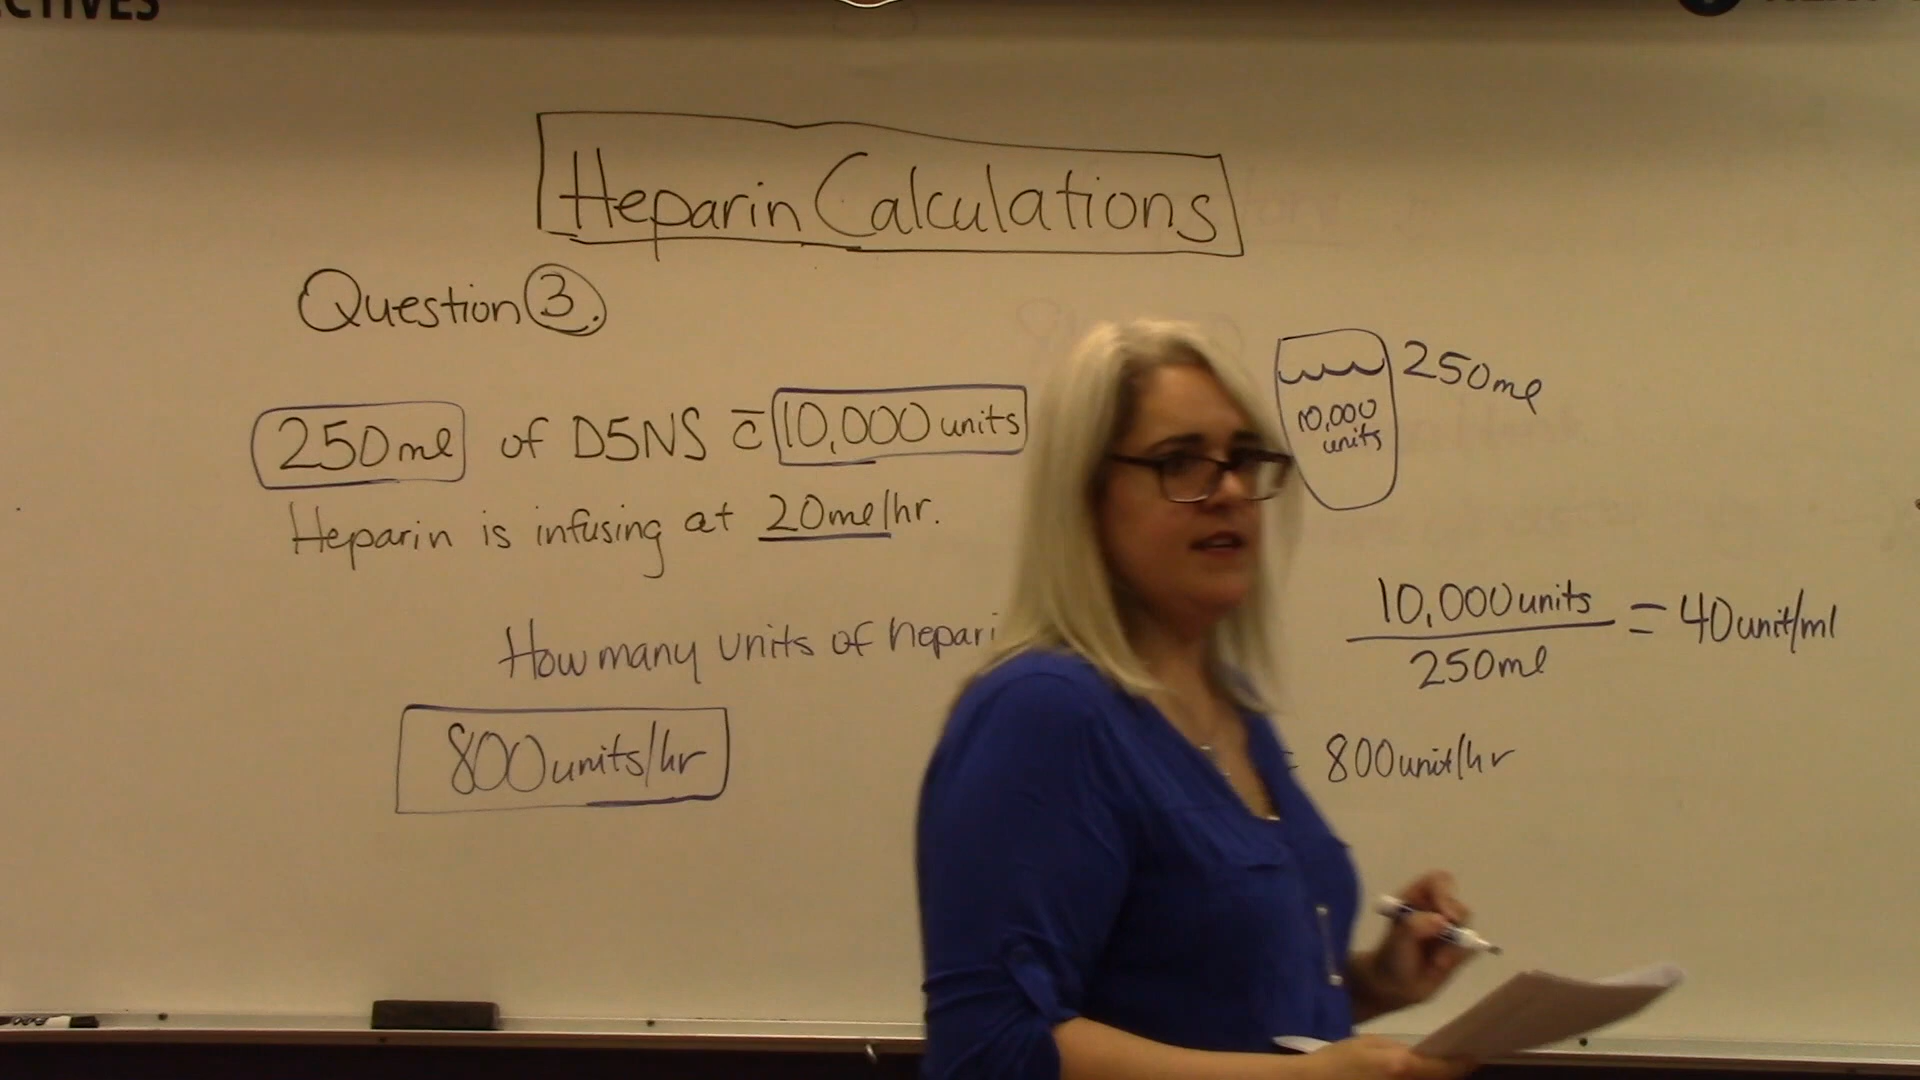 CTIVES
Heparin Calculations
Question 3.
250ml of D5NS c̄ 10,000 units
Heparin is infusing at 20ml/hr.
How many units of hepari
800units/hr
250ml
10,000
units
10,000units
250ml
= 40unit/ml
= 800unit/hr